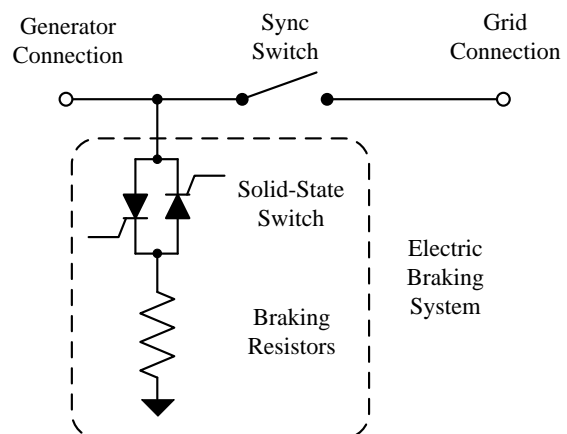 Generator
Connection
Sync
Switch
Grid
Connection
Solid-State
Switch
Electric
Braking
System
Braking
Resistors